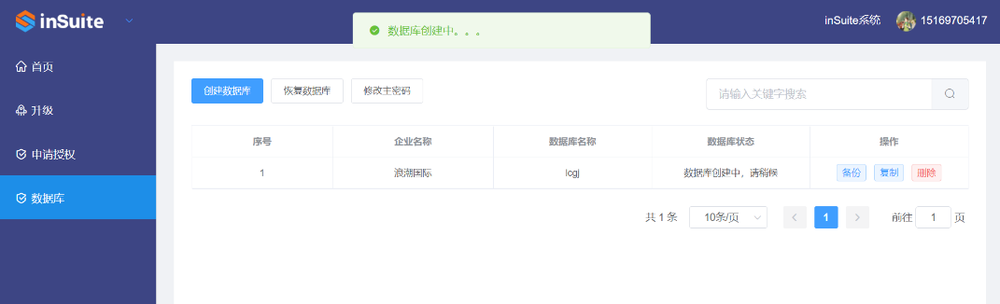 inSuite
数据库创建中。。。
inSuite系统 15169705417
首页
升级
申请授权
数据库
创建数据库 恢复数据库 修改主密码 请输入关键字搜索
序号 企业名称 数据库名称 数据库状态 操作
1 浪潮国际 lcgj 数据库创建中，请稍候 备份 复制 删除
共 1 条 10条/页 1 前往 1 页